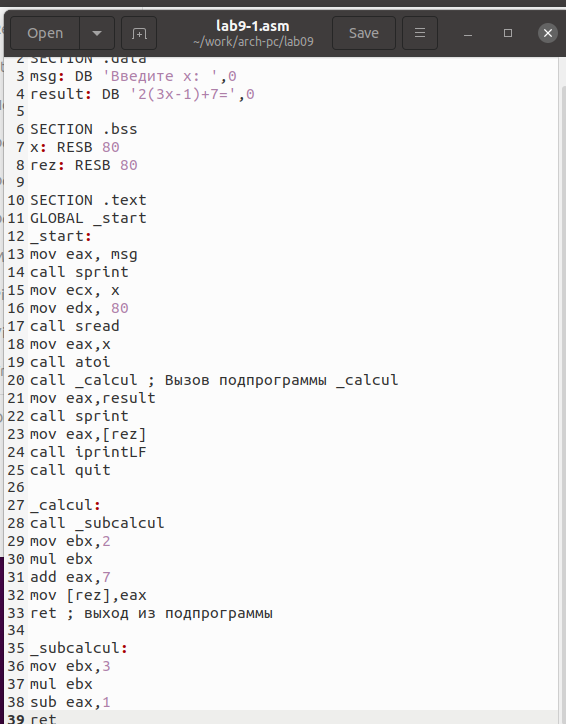 Open
lab9-1.asm
~/work/arch-pc/lab09
Save
2 SECTION .data
3 msg: DB 'Введите x: ',0
4 result: DB '2(3x-1)+7=',0
5
6 SECTION .bss
7 x: RESB 80
8 rez: RESB 80
9
10 SECTION .text
11 GLOBAL _start
12 _start:
13 mov eax, msg
14 call sprint
15 mov ecx, x
16 mov edx, 80
17 call sread
18 mov eax,x
19 call atoi
20 call _calcul ; Вызов подпрограммы _calcul
21 mov eax,result
22 call sprint
23 mov eax,[rez]
24 call iprintLF
25 call quit
26
27 _calcul:
28 call _subcalcul
29 mov ebx,2
30 mul ebx
31 add eax,7
32 mov [rez],eax
33 ret ; выход из подпрограммы
34
35 _subcalcul:
36 mov ebx,3
37 mul ebx
38 sub eax,1
39 ret